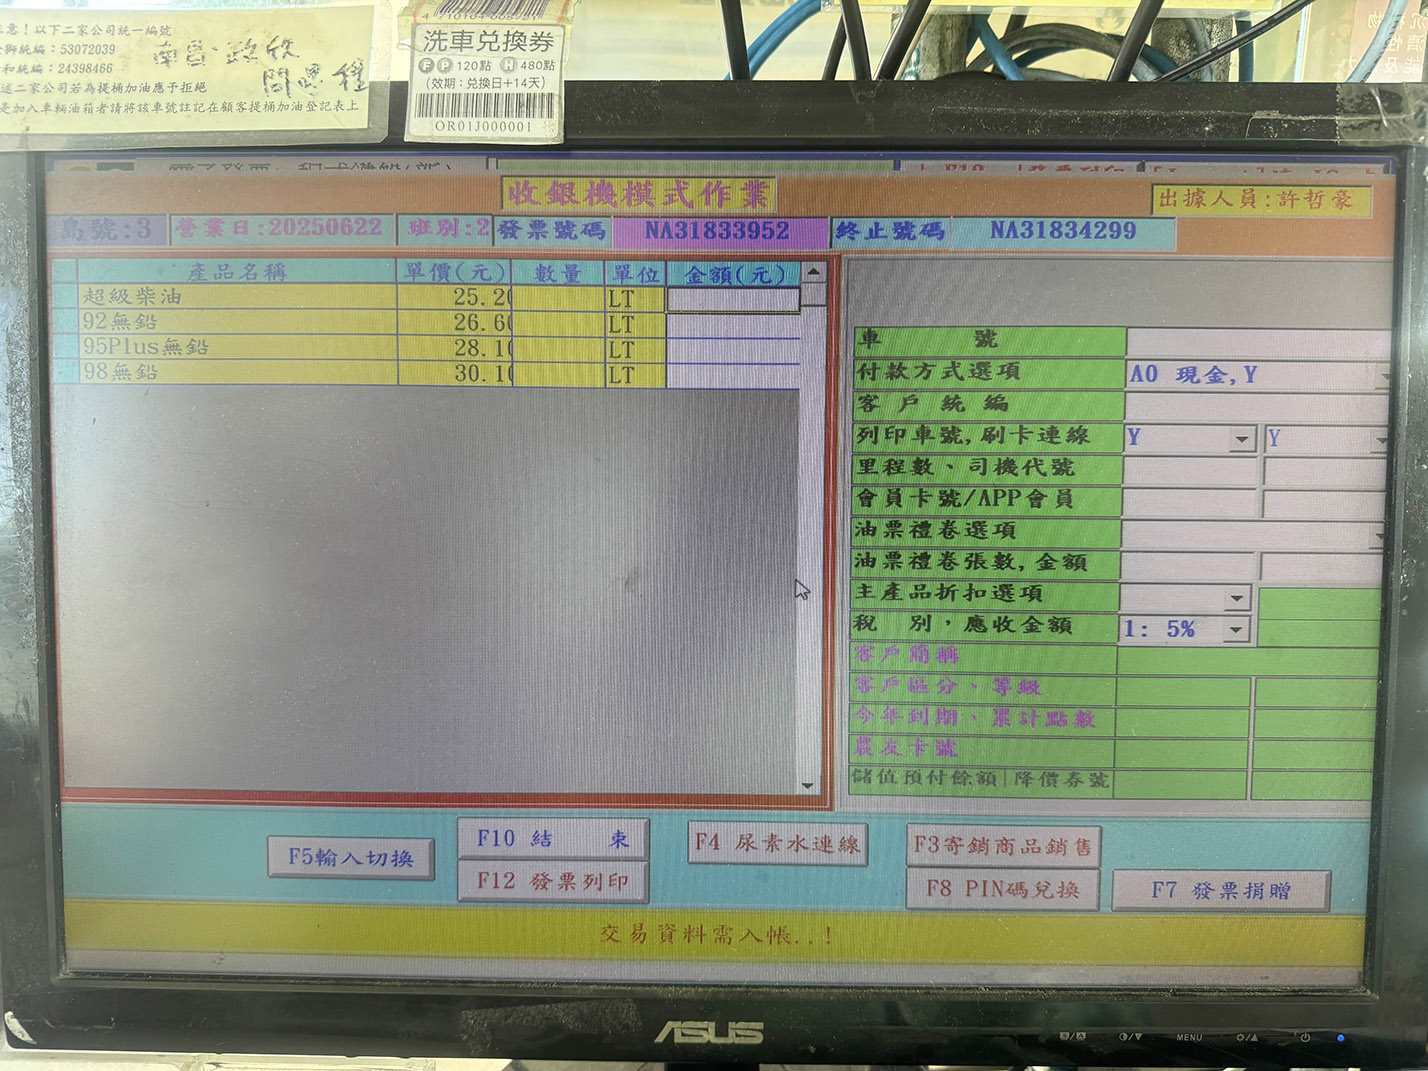 意！以下二家公司統一編號
統編：53072039
和統編：24398466
述二家公司若為提桶加油應予拒絕
是加入車輛油箱者請將該車號註記在顧客提桶加油登記表上
南昌路欣
4710104
洗車兌換券
F P 120點 H 480點
(效期：兌換日+14天)
OR01J000001
收銀機模式作業
出據人員:許哲豪
島號:3 營業日:20250622 班別:2 發票號碼 NA31833952 終止號碼 NA31834299
產品名稱 單價(元) 數量 單位 金額(元)
超級柴油 25.20 LT
92無鉛 26.60 LT
95Plus無鉛 28.10 LT
98無鉛 30.10 LT
車 號
付款方式選項 A0 現金,Y
客戶統編
列印車號,刷卡連線 Y Y
里程數、司機代號
會員卡號/APP會員
油票禮卷選項
油票禮卷張數,金額
主產品折扣選項
稅 別，應收金額 1: 5%
客戶簡稱
客戶區分、等級
今年到期、累計點數
農友卡號
儲值預付餘額|降價券號
F5輸入切換
F10 結 束
F12 發票列印
F4 尿素水連線
F3寄銷商品銷售
F8 PIN碼兌換
F7 發票捐贈
交易資料需入帳..!
ASUS
MENU